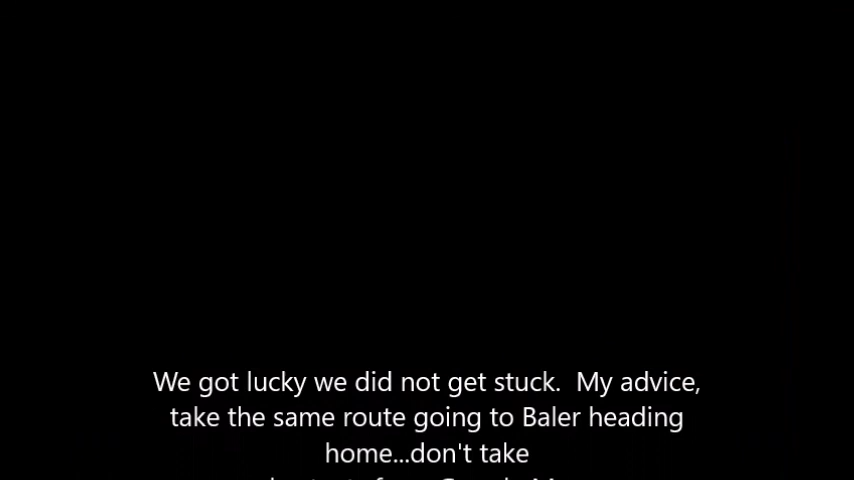 We got lucky we did not get stuck.  My advice,
take the same route going to Baler heading
home...don't take